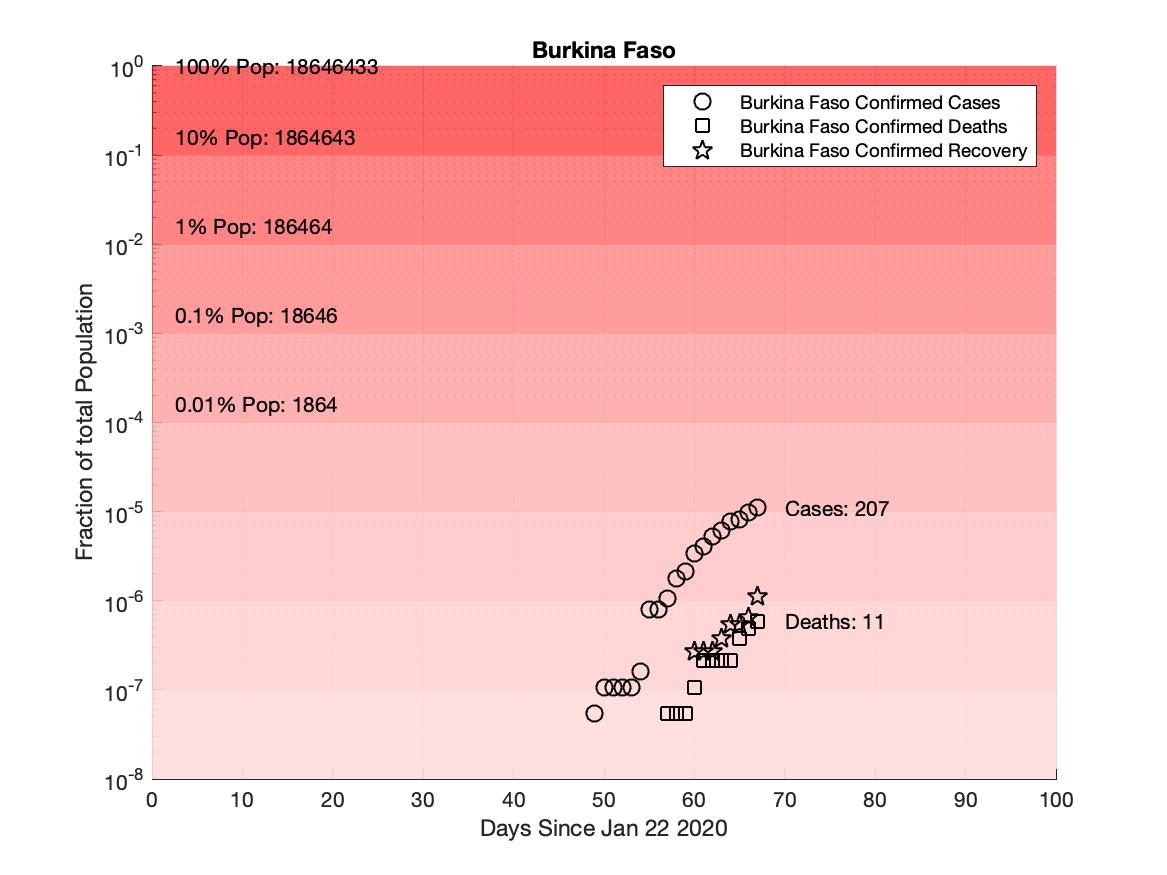 Burkina Faso
10⁰
100% Pop: 18646433
Burkina Faso Confirmed Cases
Burkina Faso Confirmed Deaths
Burkina Faso Confirmed Recovery
10% Pop: 1864643
10⁻¹
1% Pop: 186464
10⁻²
0.1% Pop: 18646
10⁻³
0.01% Pop: 1864
10⁻⁴
Fraction of total Population
10⁻⁵
Cases: 207
10⁻⁶
Deaths: 11
10⁻⁷
10⁻⁸
0 10 20 30 40 50 60 70 80 90 100
Days Since Jan 22 2020